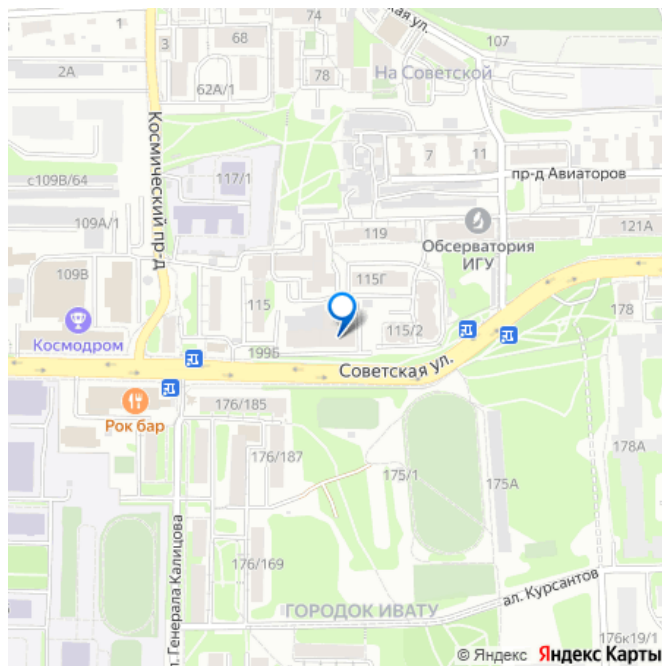 74
кая ул.
3
68
107
2А
78
На Советской
62А/1
Космический пр-д
7
11
с109В/64
117/1
пр-д Авиаторов
109А/1
119
121А
Обсерватория
ИГУ
109В
115Г
115
178
Космодром
115/2
199Б
Советская ул.
176/185
Рок бар
178А
176/187
175/1
175А
л. Генерала Калицова
176/169
ал. Курсантов
ГОРОДОК ИВАТУ
176к19/1
© Яндекс Яндекс Карты